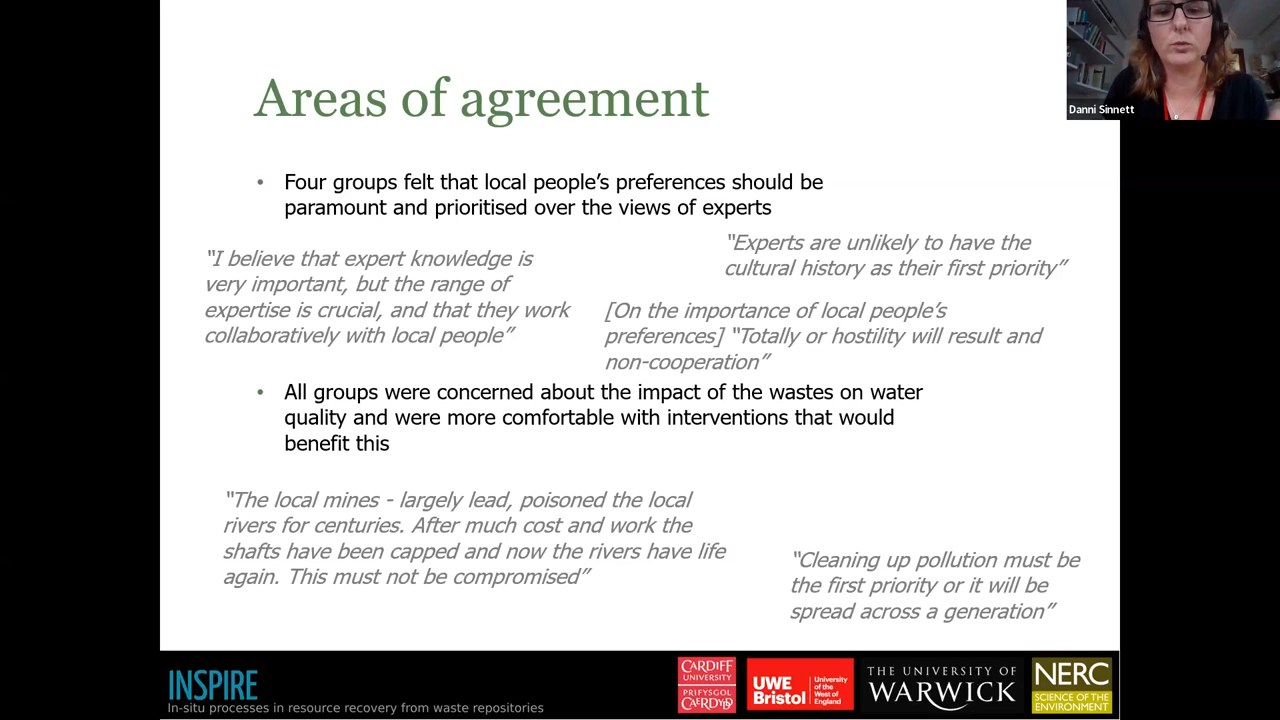 Areas of agreement
Danni Sinnett
• Four groups felt that local people’s preferences should be
paramount and prioritised over the views of experts
“I believe that expert knowledge is
very important, but the range of
expertise is crucial, and that they work
collaboratively with local people”
“Experts are unlikely to have the
cultural history as their first priority”
[On the importance of local people’s
preferences] “Totally or hostility will result and
non-cooperation”
• All groups were concerned about the impact of the wastes on water
quality and were more comfortable with interventions that would
benefit this
“The local mines - largely lead, poisoned the local
rivers for centuries. After much cost and work the
shafts have been capped and now the rivers have life
again. This must not be compromised”
“Cleaning up pollution must be
the first priority or it will be
spread across a generation”
INSPIRE
In-situ processes in resource recovery from waste repositories
CARDIFF
UNIVERSITY
PRIFYSGOL
CAERDYDD
UWE
Bristol
University
of the
West of
England
THE UNIVERSITY OF
WARWICK
NERC
SCIENCE OF THE
ENVIRONMENT